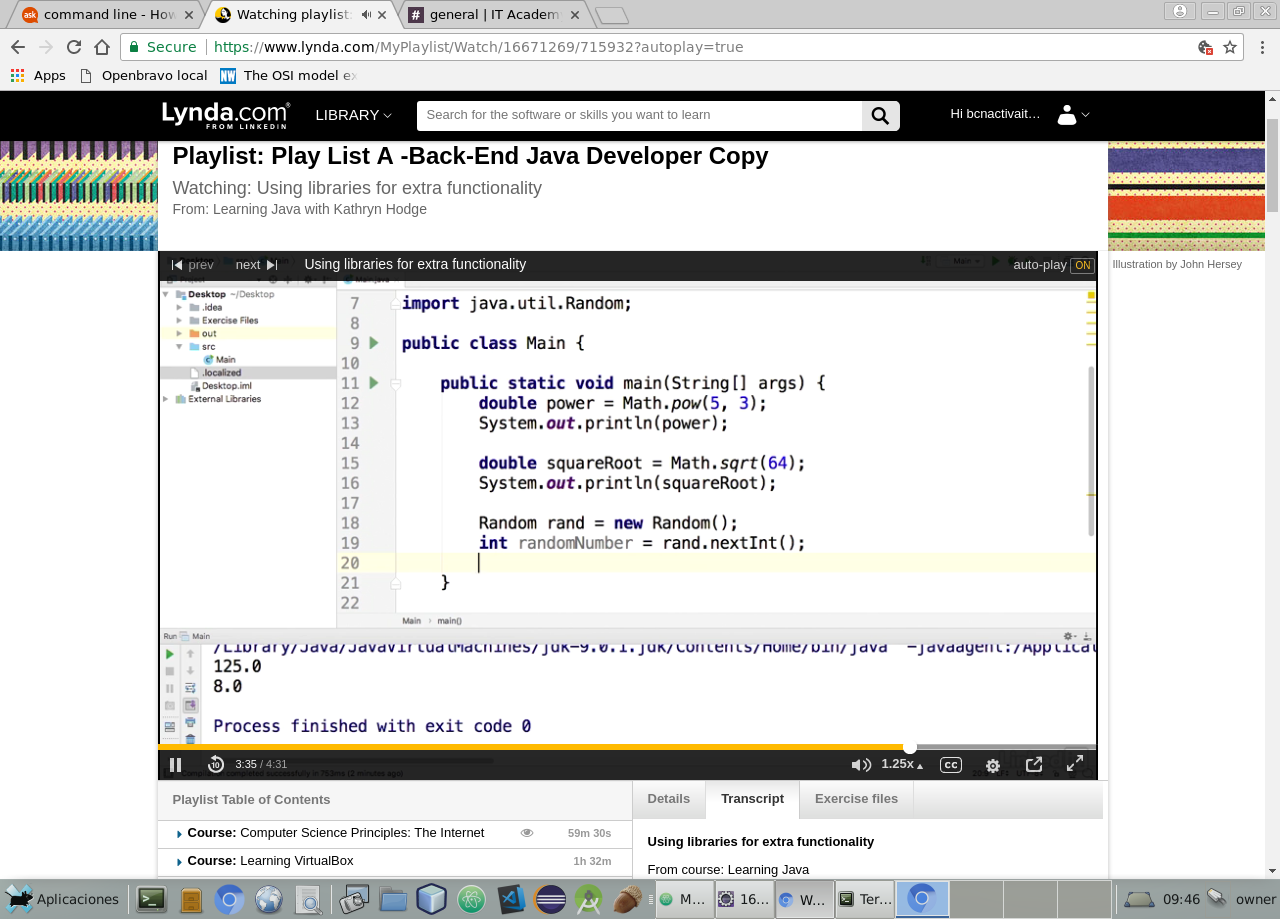 command line - How
Watching playlist:
general | IT Academ
Secure
https://www.lynda.com/MyPlaylist/Watch/16671269/715932?autoplay=true
Apps
Openbravo local
NW
The OSI model ex
Lynda.com
FROM LINKEDIN
LIBRARY
Search for the software or skills you want to learn
Hi bcnactivait...
Playlist: Play List A -Back-End Java Developer Copy
Watching: Using libraries for extra functionality
From: Learning Java with Kathryn Hodge
Illustration by John Hersey
prev
next
Using libraries for extra functionality
auto-play ON
Desktop ~/Desktop
.idea
Exercise Files
out
src
Main
.localized
Desktop.iml
External Libraries
7 import java.util.Random;
8
9 public class Main {
10
11 public static void main(String[] args) {
12 double power = Math.pow(5, 3);
13 System.out.println(power);
14
15 double squareRoot = Math.sqrt(64);
16 System.out.println(squareRoot);
17
18 Random rand = new Random();
19 int randomNumber = rand.nextInt();
20
21 }
22
Main › main()
Run Main
/Library/Java/JavaVirtualMachines/jdk-9.0.1.jdk/Contents/Home/bin/java "-javaagent:/Applicat
125.0
8.0
Process finished with exit code 0
10
3:35 / 4:31
1.25x
cc
Playlist Table of Contents
Course: Computer Science Principles: The Internet
59m 30s
Course: Learning VirtualBox
1h 32m
Details
Transcript
Exercise files
Using libraries for extra functionality
From course: Learning Java
Aplicaciones
M...
16...
W...
Ter...
09:46
owner